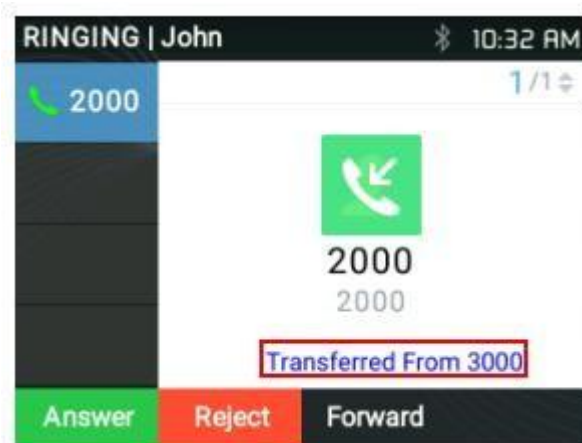 RINGING | John 10:32 AM
2000
1/1
2000
2000
Transferred From 3000
Answer Reject Forward